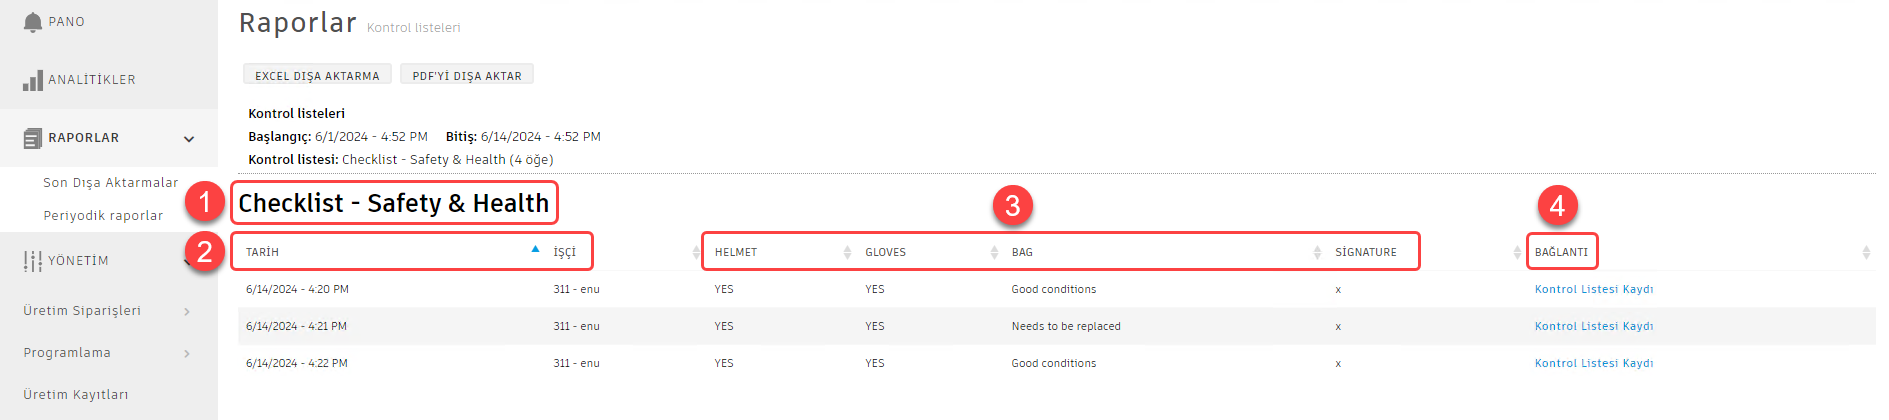 PANO
ANALİTİKLER
RAPORLAR
Son Dışa Aktarmalar
Periyodik raporlar
YÖNETİM
Üretim Siparişleri
Programlama
Üretim Kayıtları
Raporlar Kontrol listeleri
EXCEL DIŞA AKTARMA PDF'Yİ DIŞA AKTAR
Kontrol listeleri
Başlangıç: 6/1/2024 - 4:52 PM Bitiş: 6/14/2024 - 4:52 PM
Kontrol listesi: Checklist - Safety & Health (4 öğe)
1 Checklist - Safety & Health 3 4
2 TARİH İŞÇİ HELMET GLOVES BAG SİGNATURE BAĞLANTI
6/14/2024 - 4:20 PM 311 - enu YES YES Good conditions x Kontrol Listesi Kaydı
6/14/2024 - 4:21 PM 311 - enu YES YES Needs to be replaced x Kontrol Listesi Kaydı
6/14/2024 - 4:22 PM 311 - enu YES YES Good conditions x Kontrol Listesi Kaydı